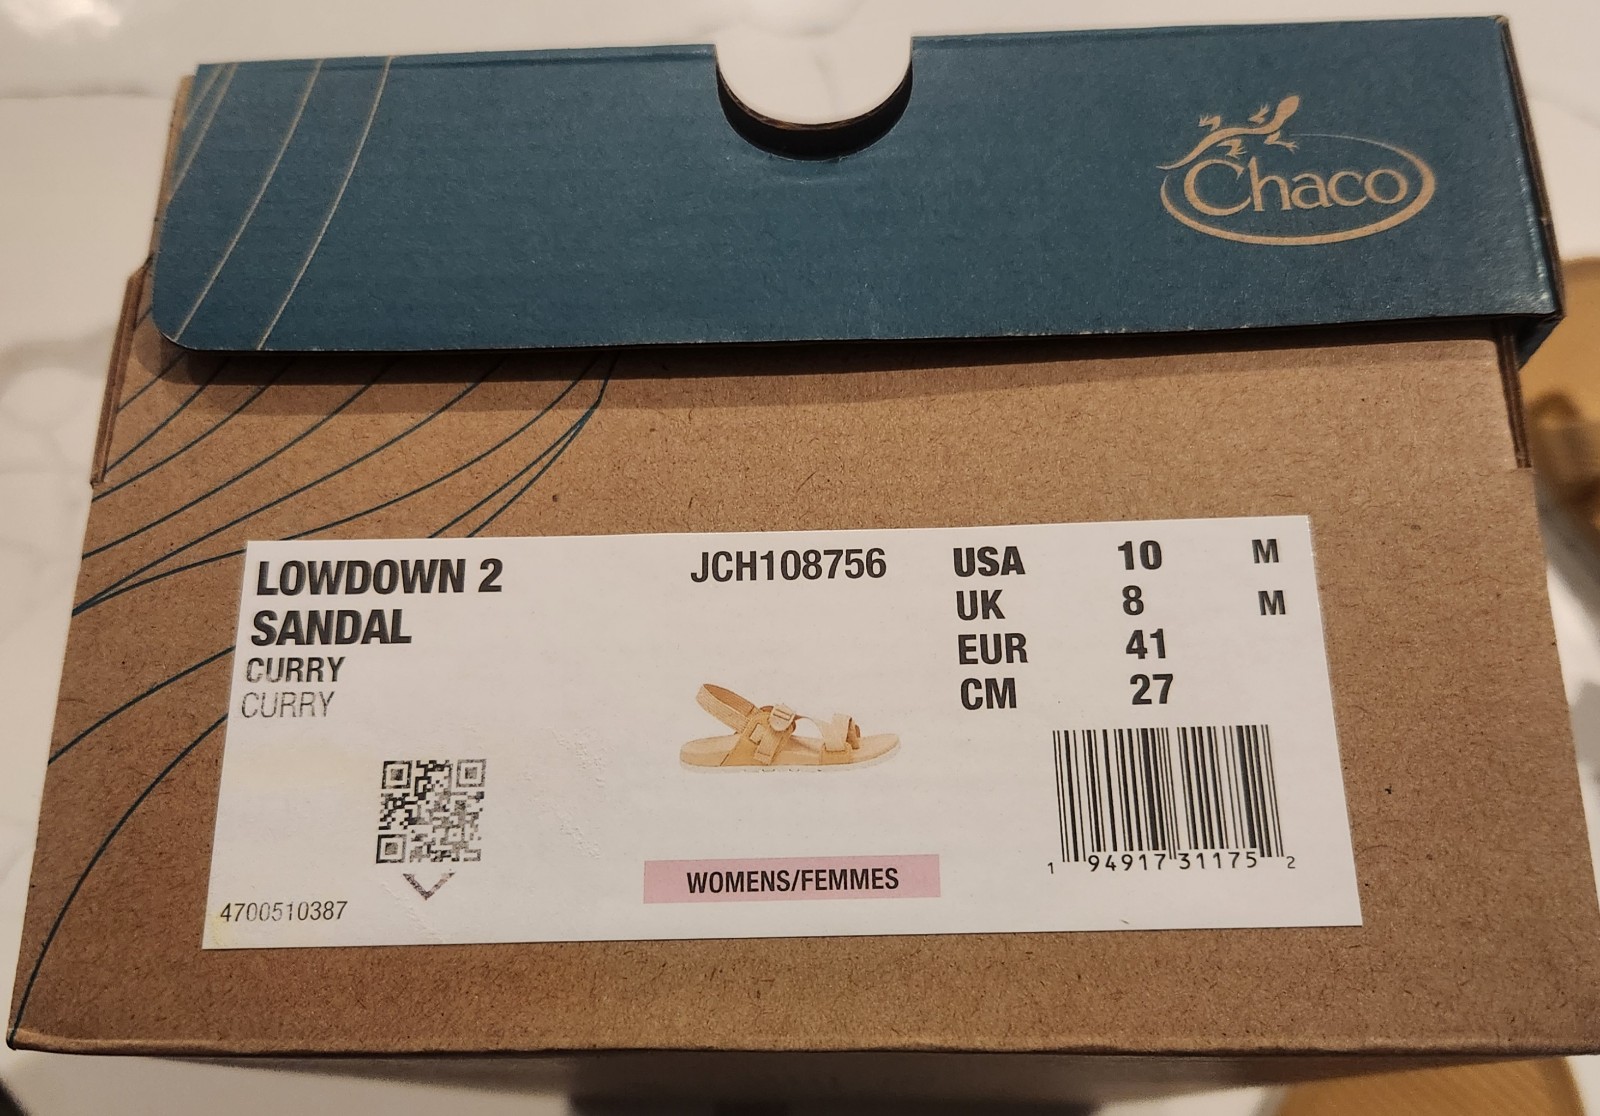 Chaco
LOWDOWN 2
SANDAL
CURRY
CURRY
JCH108756
USA 10 M
UK 8 M
EUR 41
CM 27
WOMENS/FEMMES
1 94917 31175 2
4700510387